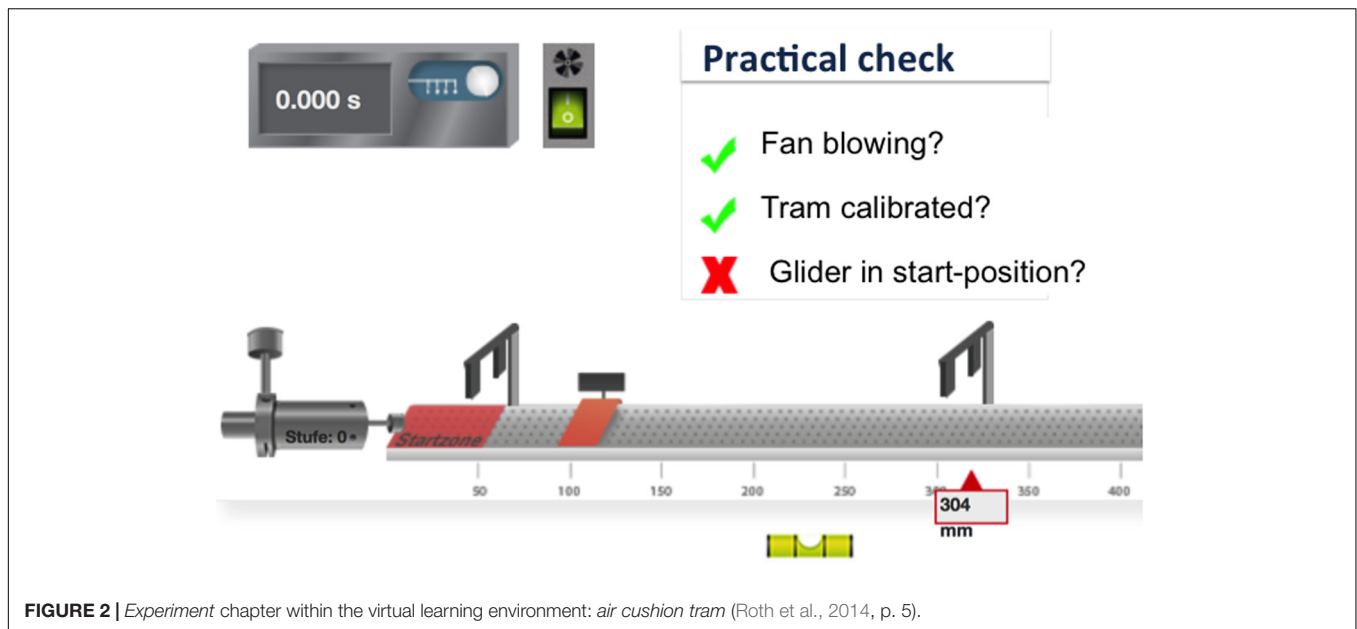 0.000 s
Practical check
Fan blowing?
Tram calibrated?
Glider in start-position?
Stufe: 0
Startzone
50 100 150 200 250 300 350 400
304
mm
FIGURE 2 | Experiment chapter within the virtual learning environment: air cushion tram (Roth et al., 2014, p. 5).